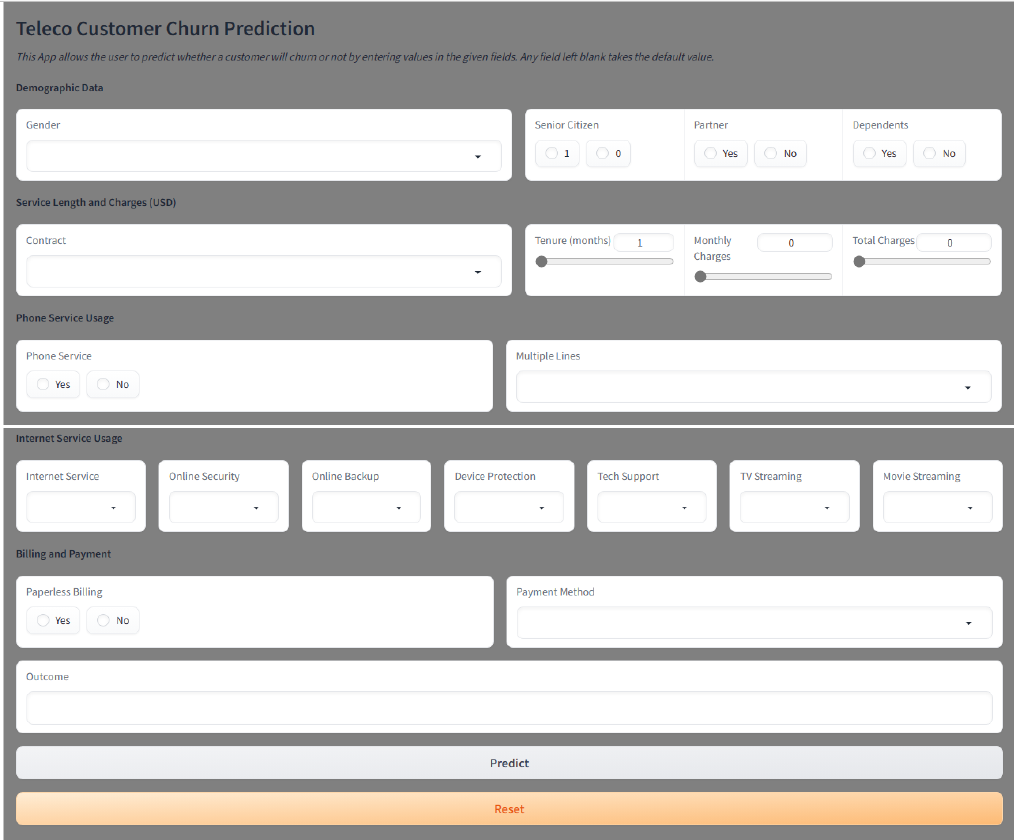 Teleco Customer Churn Prediction
This App allows the user to predict whether a customer will churn or not by entering values in the given fields. Any field left blank takes the default value.
Demographic Data
Gender
Senior Citizen
1 0
Partner
Yes No
Dependents
Yes No
Service Length and Charges (USD)
Contract
Tenure (months) 1
Monthly Charges 0
Total Charges 0
Phone Service Usage
Phone Service
Yes No
Multiple Lines
Internet Service Usage
Internet Service
Online Security
Online Backup
Device Protection
Tech Support
TV Streaming
Movie Streaming
Billing and Payment
Paperless Billing
Yes No
Payment Method
Outcome
Predict
Reset